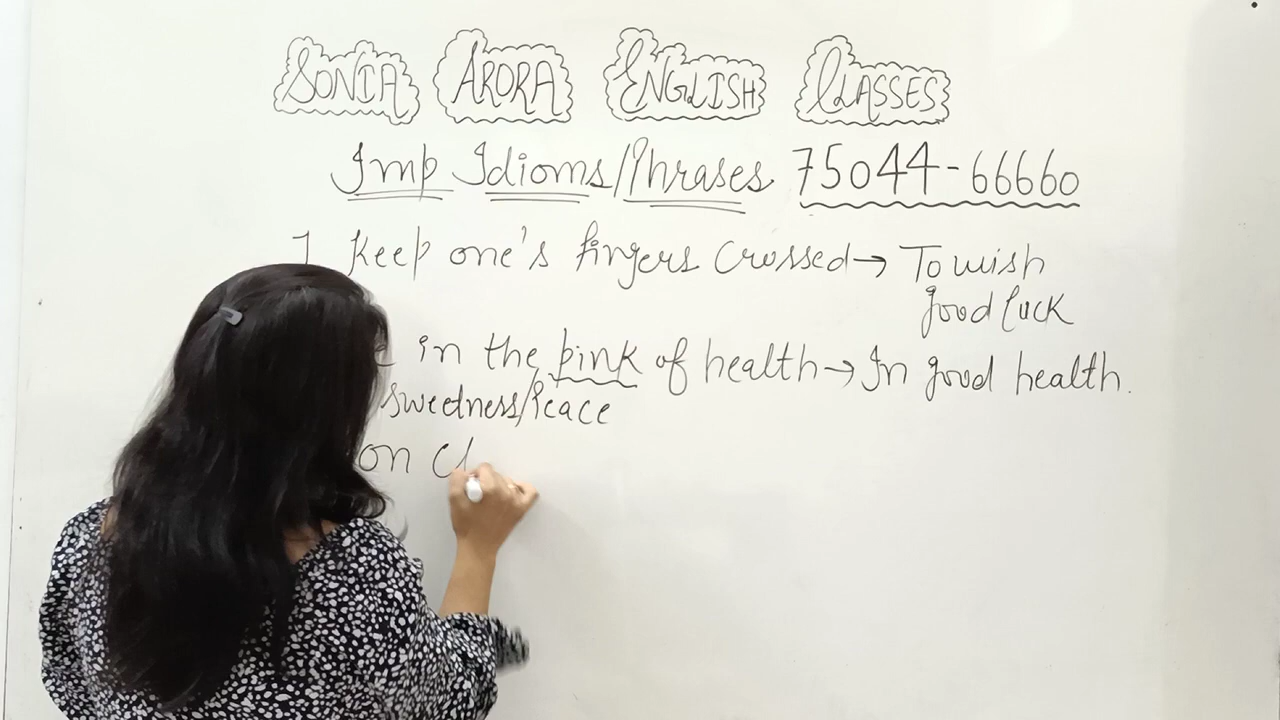 SONIA ARORA ENGLISH CLASSES
Imp Idioms/Phrases 75044-66660
1 Keep one's fingers crossed → To wish
good luck
in the pink of health → In good health.
Sweetness/Peace
on